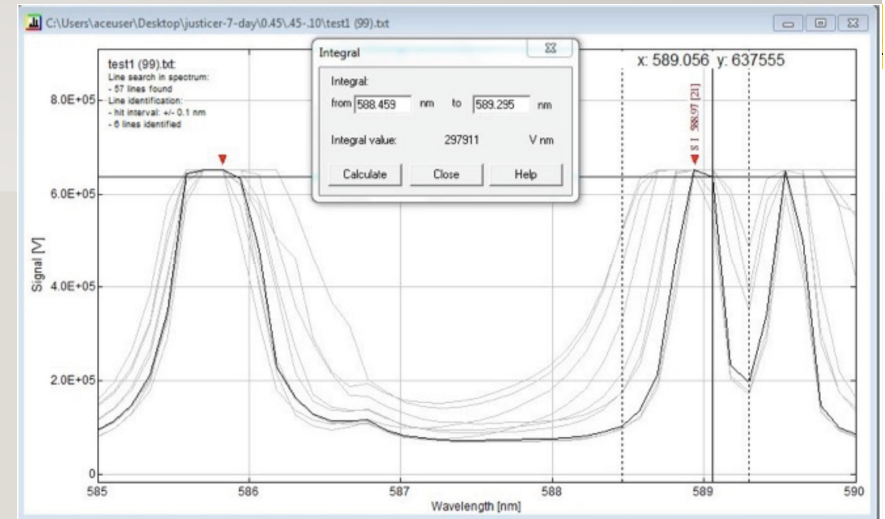 C:\Users\aceuser\Desktop\justicer-7-day\0.45\.45-.10\test1 (99).txt
test1 (99).txt:
Line search in spectrum:
- 57 lines found
Line identification:
- hit interval: +/- 0.1 nm
- 6 lines identified
Integral
Integral:
from 588.459 nm to 589.295 nm
Integral value: 297911 V nm
Calculate Close Help
x: 589.056 y: 637555
S I 588.97 [21]
Signal [V]
8.0E+05
6.0E+05
4.0E+05
2.0E+05
0
585 586 587 588 589 590
Wavelength [nm]